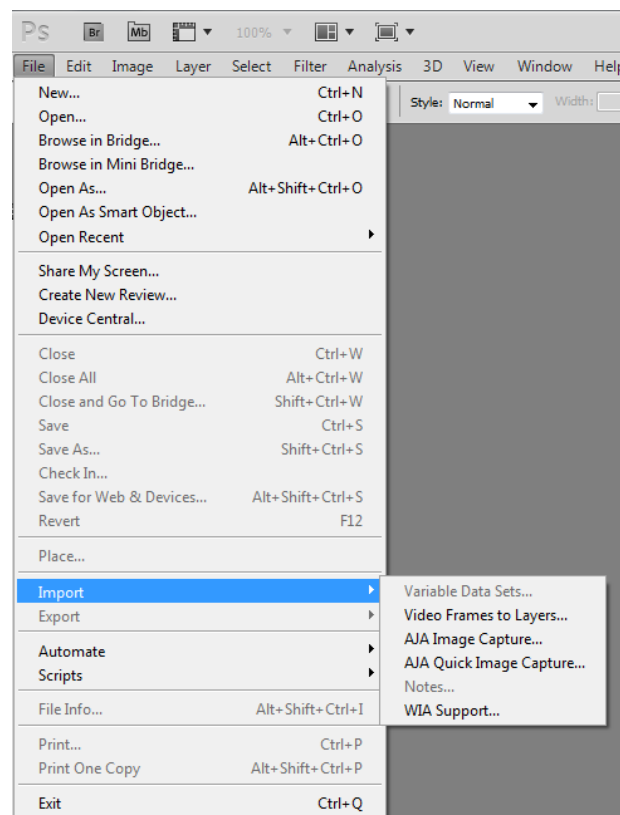 Ps Br Mb 100%
File Edit Image Layer Select Filter Analysis 3D View Window Help
Style: Normal Width:
New... Ctrl+N
Open... Ctrl+O
Browse in Bridge... Alt+Ctrl+O
Browse in Mini Bridge...
Open As... Alt+Shift+Ctrl+O
Open As Smart Object...
Open Recent
Share My Screen...
Create New Review...
Device Central...
Close Ctrl+W
Close All Alt+Ctrl+W
Close and Go To Bridge... Shift+Ctrl+W
Save Ctrl+S
Save As... Shift+Ctrl+S
Check In...
Save for Web & Devices... Alt+Shift+Ctrl+S
Revert F12
Place...
Import
Export
Automate
Scripts
File Info... Alt+Shift+Ctrl+I
Print... Ctrl+P
Print One Copy Alt+Shift+Ctrl+P
Exit Ctrl+Q
Variable Data Sets...
Video Frames to Layers...
AJA Image Capture...
AJA Quick Image Capture...
Notes...
WIA Support...